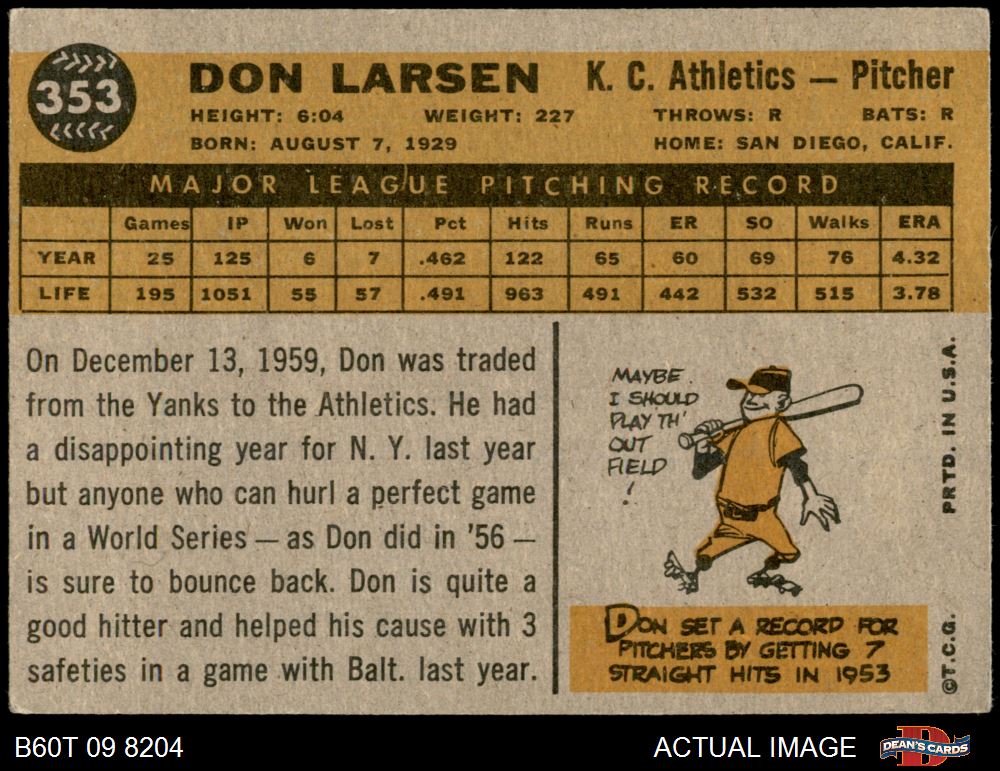 353
DON LARSEN K. C. Athletics — Pitcher
HEIGHT: 6:04 WEIGHT: 227 THROWS: R BATS: R
BORN: AUGUST 7, 1929 HOME: SAN DIEGO, CALIF.
MAJOR LEAGUE PITCHING RECORD
Games IP Won Lost Pct Hits Runs ER SO Walks ERA
YEAR 25 125 6 7 .462 122 65 60 69 76 4.32
LIFE 195 1051 55 57 .491 963 491 442 532 515 3.78
On December 13, 1959, Don was traded
from the Yanks to the Athletics. He had
a disappointing year for N. Y. last year
but anyone who can hurl a perfect game
in a World Series — as Don did in '56 —
is sure to bounce back. Don is quite a
good hitter and helped his cause with 3
safeties in a game with Balt. last year.
MAYBE
I SHOULD
PLAY TH'
OUT
FIELD
!
DON SET A RECORD FOR
PITCHERS BY GETTING 7
STRAIGHT HITS IN 1953
©T.C.G. PRTD. IN U.S.A.
B60T 09 8204 ACTUAL IMAGE DEAN'S CARDS